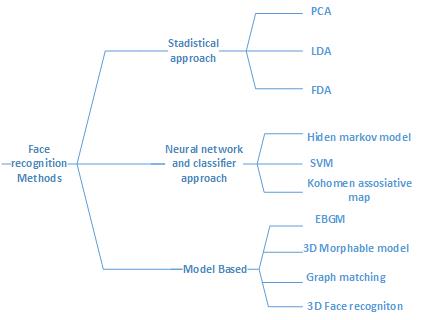 Face
recognition
Methods
Stadistical
approach
PCA
LDA
FDA
Neural network
and classifier
approach
Hiden markov model
SVM
Kohomen assosiative
map
Model Based
EBGM
3D Morphable model
Graph matching
3D Face recogniton